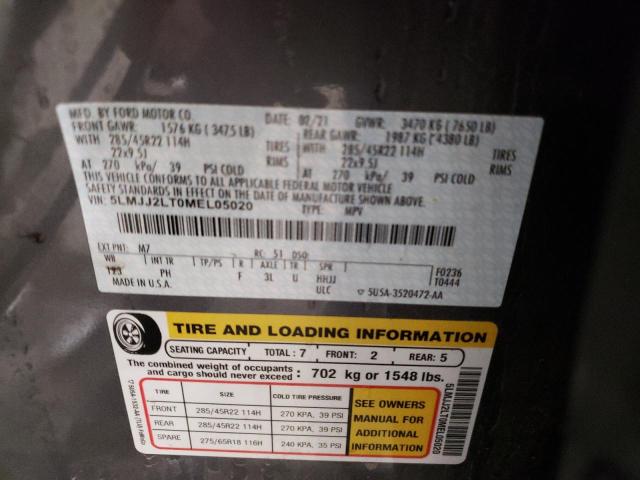 MFD. BY FORD MOTOR CO. DATE: 02/21 GVWR: 3470 KG (7650 LB)
FRONT GAWR: 1576 KG (3475 LB) REAR GAWR: 1987 KG (4380 LB)
WITH 285/45R22 114H TIRES 285/45R22 114H TIRES
22x9.5J RIMS 22x9.5J RIMS
AT 270 kPa/ 39 PSI COLD AT 270 kPa/ 39 PSI COLD
THIS VEHICLE CONFORMS TO ALL APPLICABLE FEDERAL MOTOR VEHICLE
SAFETY STANDARDS IN EFFECT ON THE DATE OF MANUFACTURE SHOWN ABOVE.
VIN: 5LMJJ2LT0MEL05020 TYPE: MPV
EXT PNT: M7 RC: 51 DSO:
WB INT TR TP/PS R AXLE TR SPR
123 PH F 3L U HHJJ F0236
MADE IN U.S.A. ULC T0444
5U5A-3520472-AA
TIRE AND LOADING INFORMATION
SEATING CAPACITY TOTAL: 7 FRONT: 2 REAR: 5
The combined weight of occupants and cargo should never exceed: 702 kg or 1548 lbs.
TIRE SIZE COLD TIRE PRESSURE
FRONT 285/45R22 114H 270 KPA, 39 PSI
REAR 285/45R22 114H 270 KPA, 39 PSI
SPARE 275/65R18 116H 240 KPA, 35 PSI
SEE OWNERS
MANUAL FOR
ADDITIONAL
INFORMATION
5LMJJ2LT0MEL05020